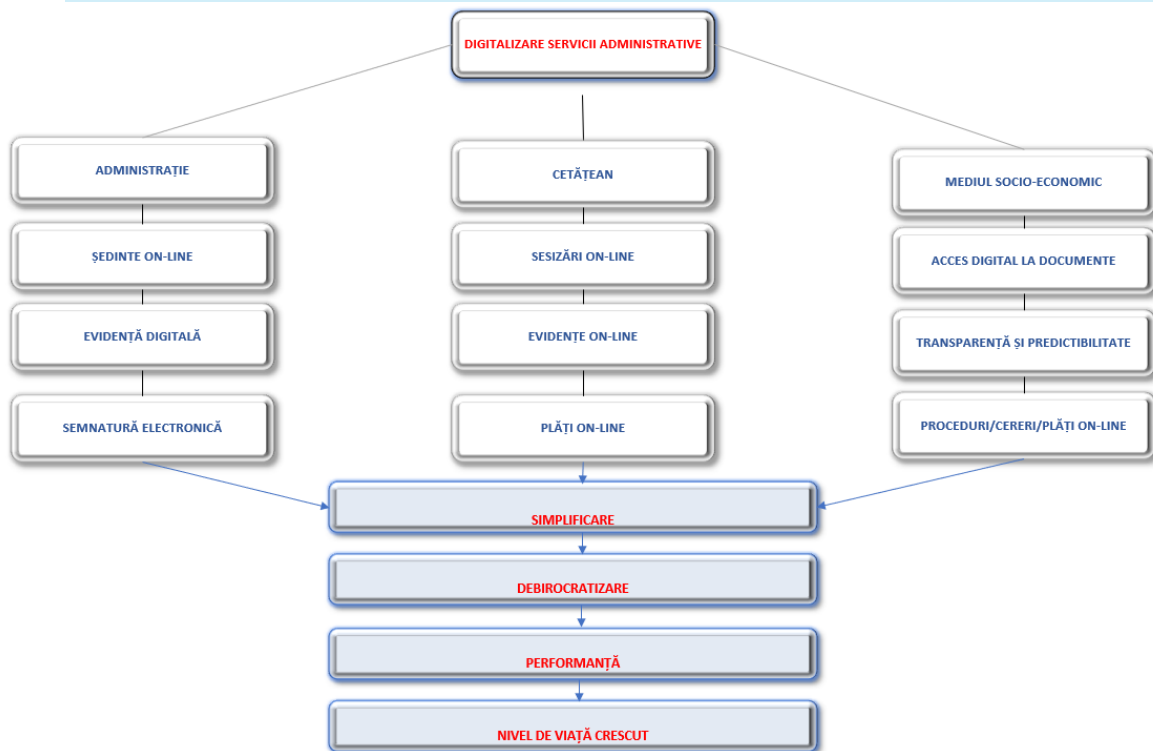 DIGITALIZARE SERVICII ADMINISTRATIVE
ADMINISTRAȚIE
ȘEDINTE ON-LINE
EVIDENȚĂ DIGITALĂ
SEMNATURĂ ELECTRONICĂ
CETĂȚEAN
SESIZĂRI ON-LINE
EVIDENȚE ON-LINE
PLĂȚI ON-LINE
MEDIUL SOCIO-ECONOMIC
ACCES DIGITAL LA DOCUMENTE
TRANSPARENȚĂ ȘI PREDICTIBILITATE
PROCEDURI/CERERI/PLĂȚI ON-LINE
SIMPLIFICARE
DEBIROCRATIZARE
PERFORMANȚĂ
NIVEL DE VIAȚĂ CRESCUT